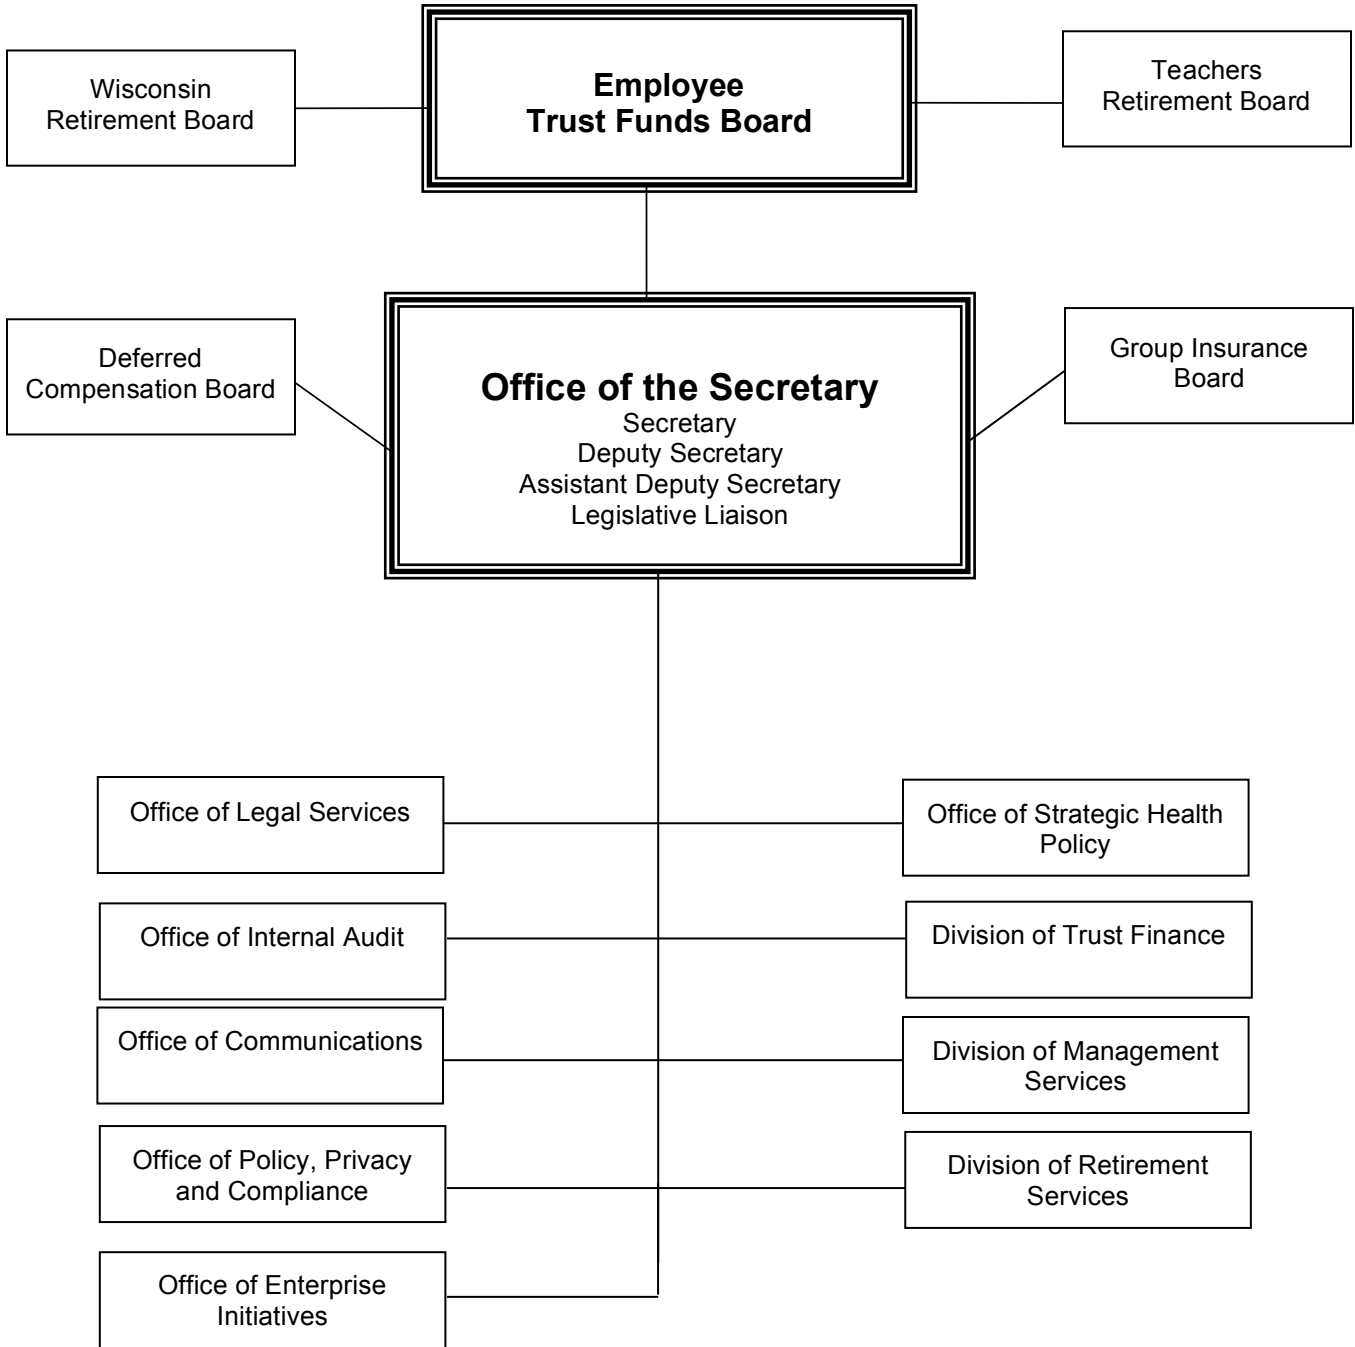 Wisconsin
Retirement Board
Employee
Trust Funds Board
Teachers
Retirement Board
Deferred
Compensation Board
Office of the Secretary
Secretary
Deputy Secretary
Assistant Deputy Secretary
Legislative Liaison
Group Insurance
Board
Office of Legal Services
Office of Strategic Health
Policy
Office of Internal Audit
Division of Trust Finance
Office of Communications
Division of Management
Services
Office of Policy, Privacy
and Compliance
Division of Retirement
Services
Office of Enterprise
Initiatives